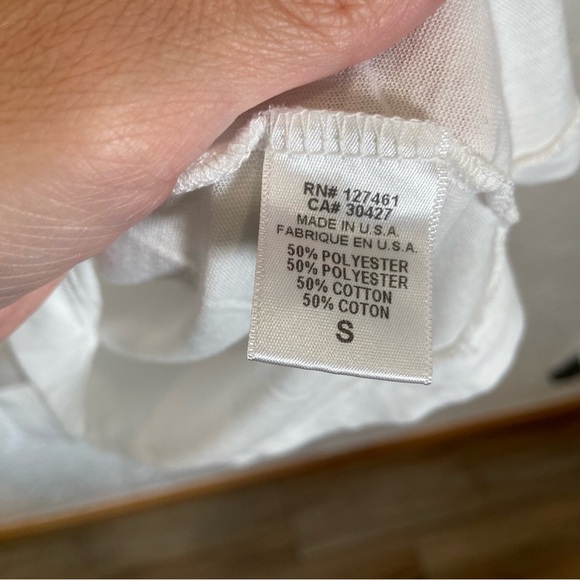 RN# 127461
CA# 30427
MADE IN U.S.A.
FABRIQUE EN U.S.A.
50% POLYESTER
50% POLYESTER
50% COTTON
50% COTON
S